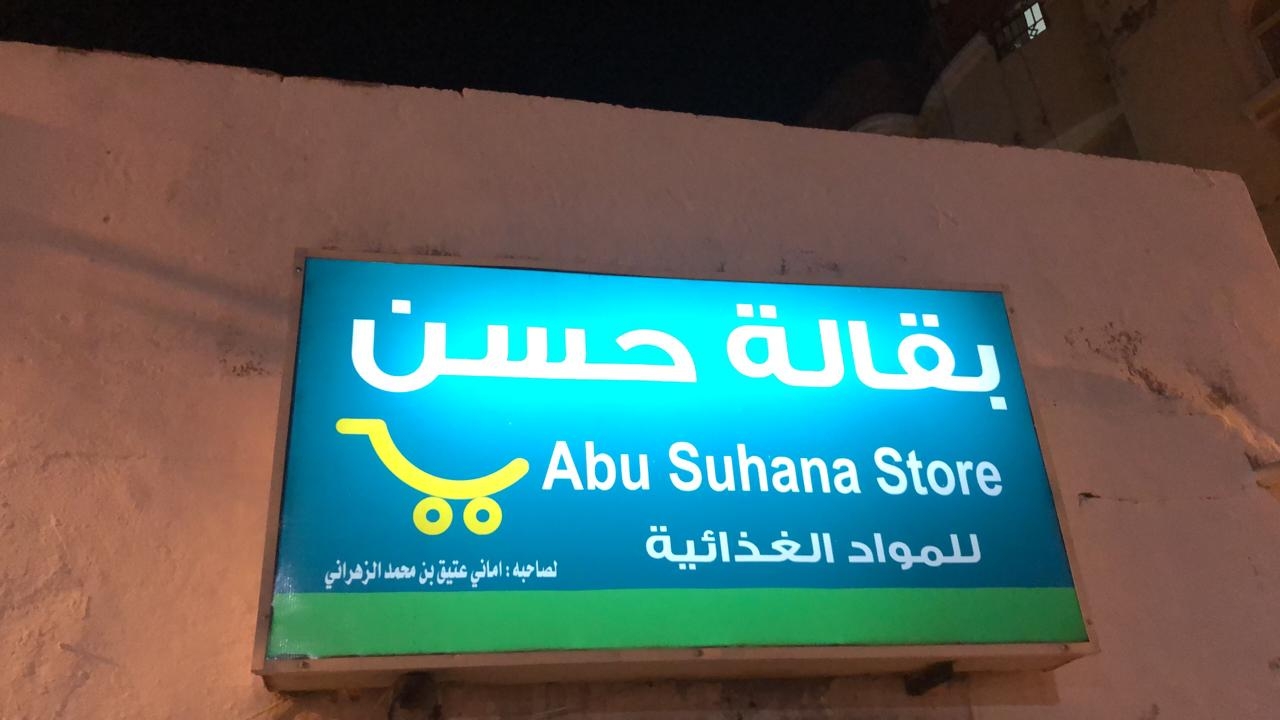 بقالة حسن
Abu Suhana Store
للمواد الغذائية
لصاحبه : اماني عتيق بن محمد الزهراني